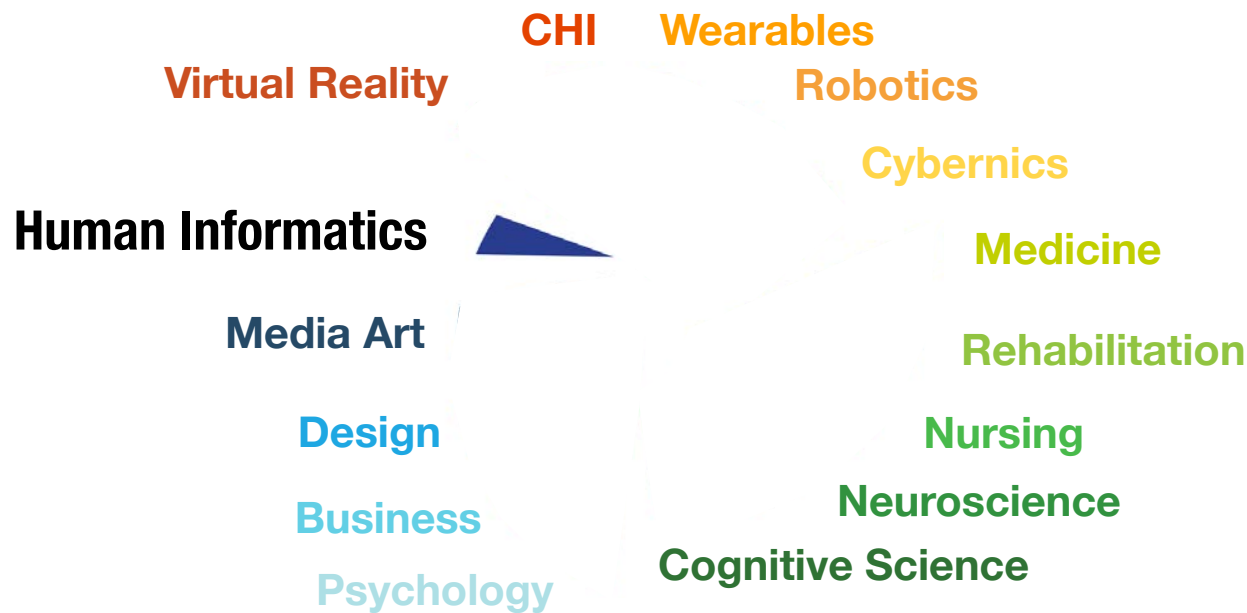 CHI Wearables
Virtual Reality
Robotics
Cybernics
Human Informatics
Medicine
Media Art
Rehabilitation
Design
Nursing
Neuroscience
Business
Cognitive Science
Psychology